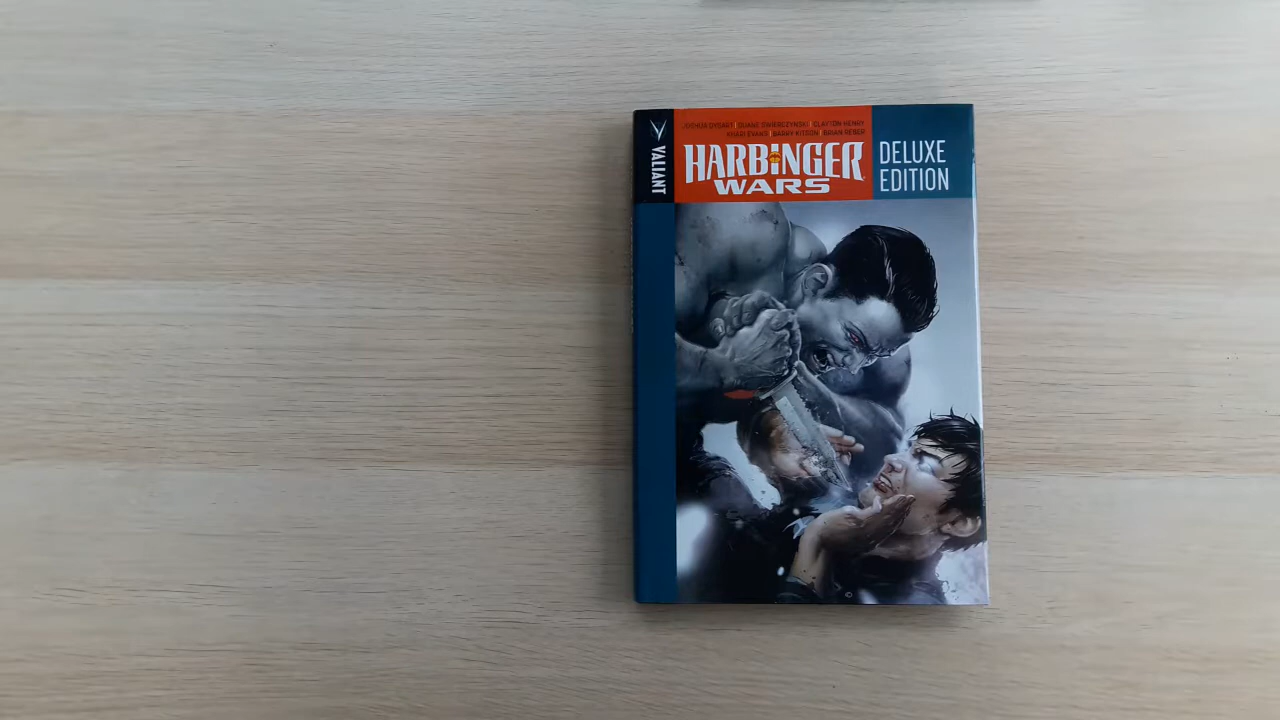 VALIANT
JOSHUA DYSART | DUANE SWIERCZYNSKI | CLAYTON HENRY
KHARI EVANS | BARRY KITSON | BRIAN REBER
HARBINGER
WARS
DELUXE
EDITION